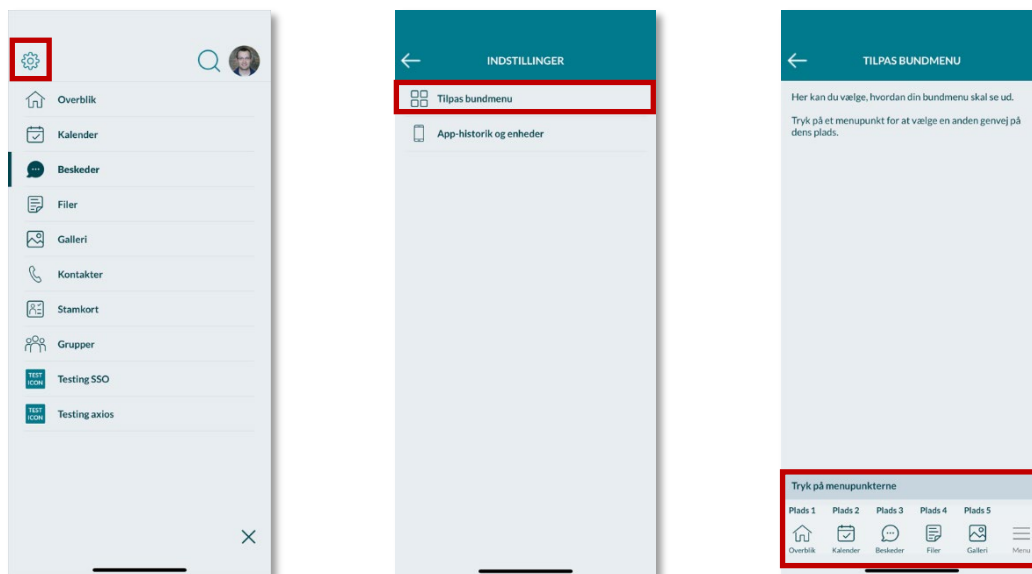 Overblik
Kalender
Beskeder
Filer
Galleri
Kontakter
Stamkort
Grupper
TEST
ICON
Testing SSO
TEST
ICON
Testing axios
INDSTILLINGER
Tilpas bundmenu
App-historik og enheder
TILPAS BUNDMENU
Her kan du vælge, hvordan din bundmenu skal se ud.
Tryk på et menupunkt for at vælge en anden genvej på
dens plads.
Tryk på menupunkterne
Plads 1 Plads 2 Plads 3 Plads 4 Plads 5
Overblik Kalender Beskeder Filer Galleri Menu